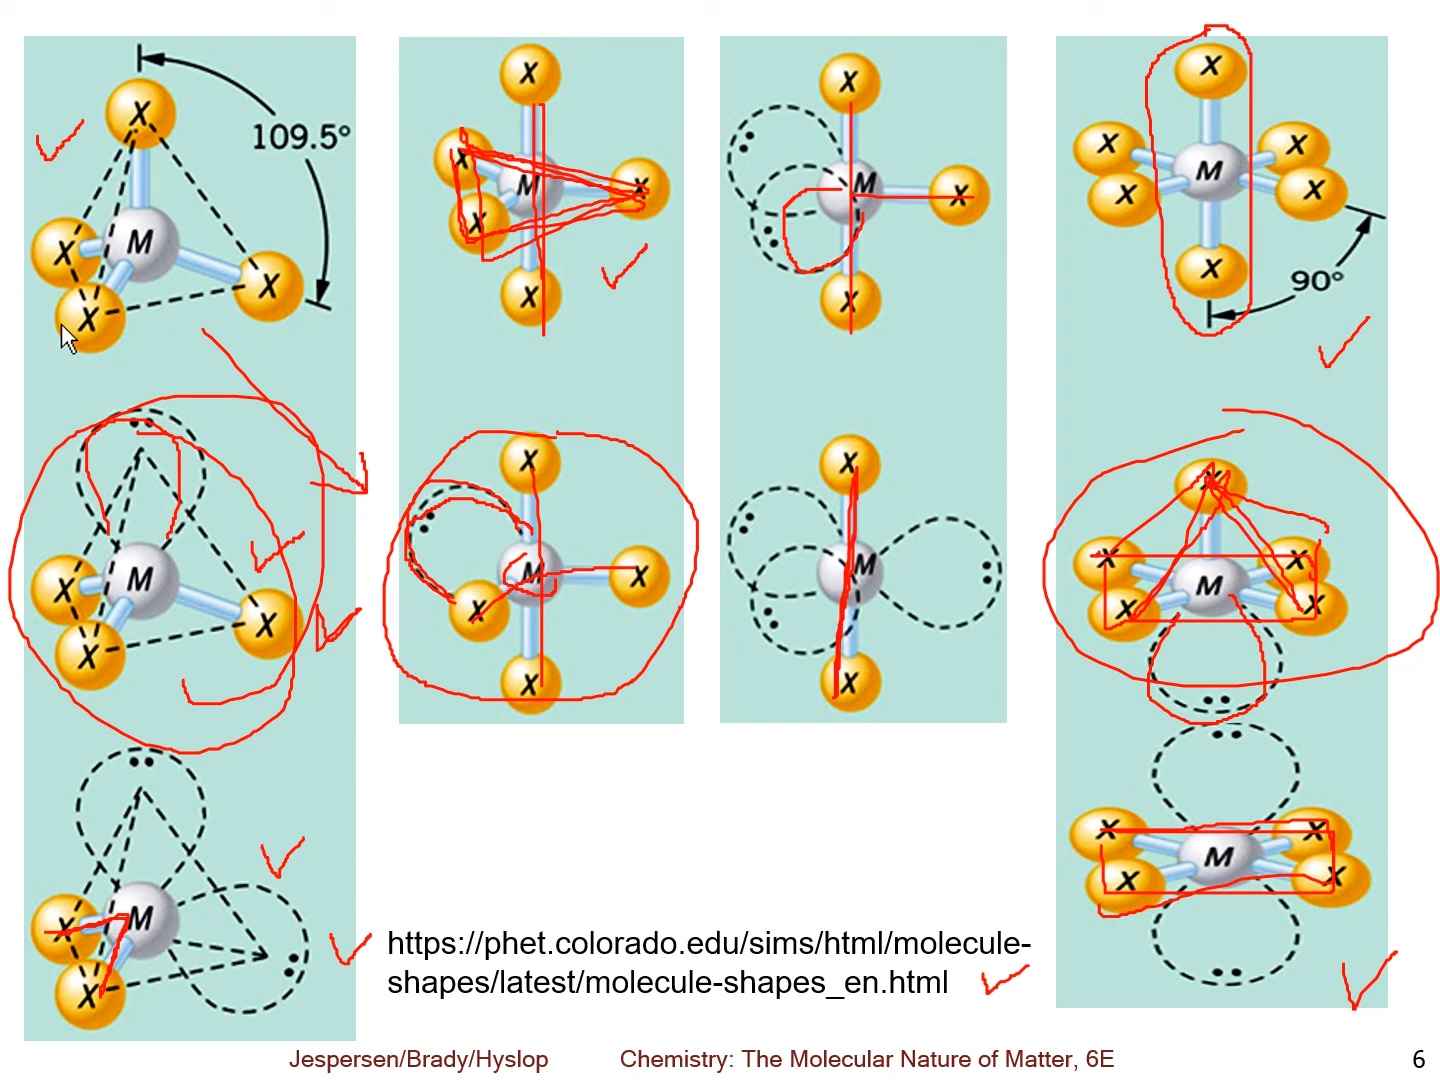 X
109.5°
X
M
X
X
X
X
M
X
X
X
X
M
X
X
X
X
X
M
X
X
X
90°
M
X
X
X
X
M
X
X
X
X
M
X
X
X
X
X
M
X
X
X
M
X
X
X
X
M
X
X
https://phet.colorado.edu/sims/html/molecule-
shapes/latest/molecule-shapes_en.html
Jespersen/Brady/Hyslop Chemistry: The Molecular Nature of Matter, 6E 6